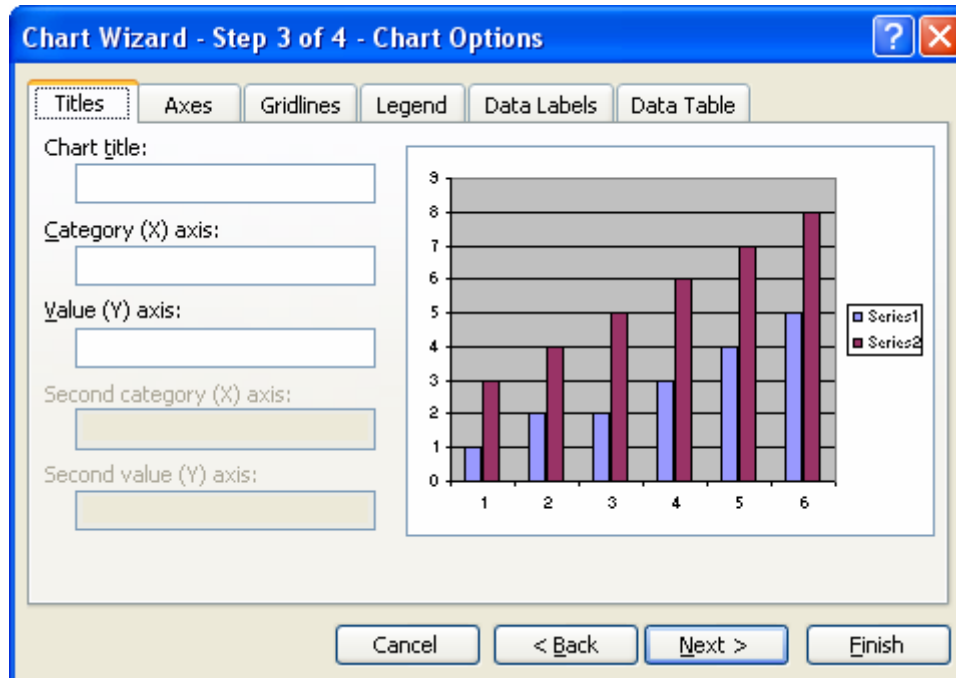 Chart Wizard - Step 3 of 4 - Chart Options
?
Titles Axes Gridlines Legend Data Labels Data Table
Chart title:
Category (X) axis:
Value (Y) axis:
Second category (X) axis:
Second value (Y) axis:
9
8
7
6
5
4
3
2
1
0
1 2 3 4 5 6
Series1
Series2
Cancel < Back Next > Finish